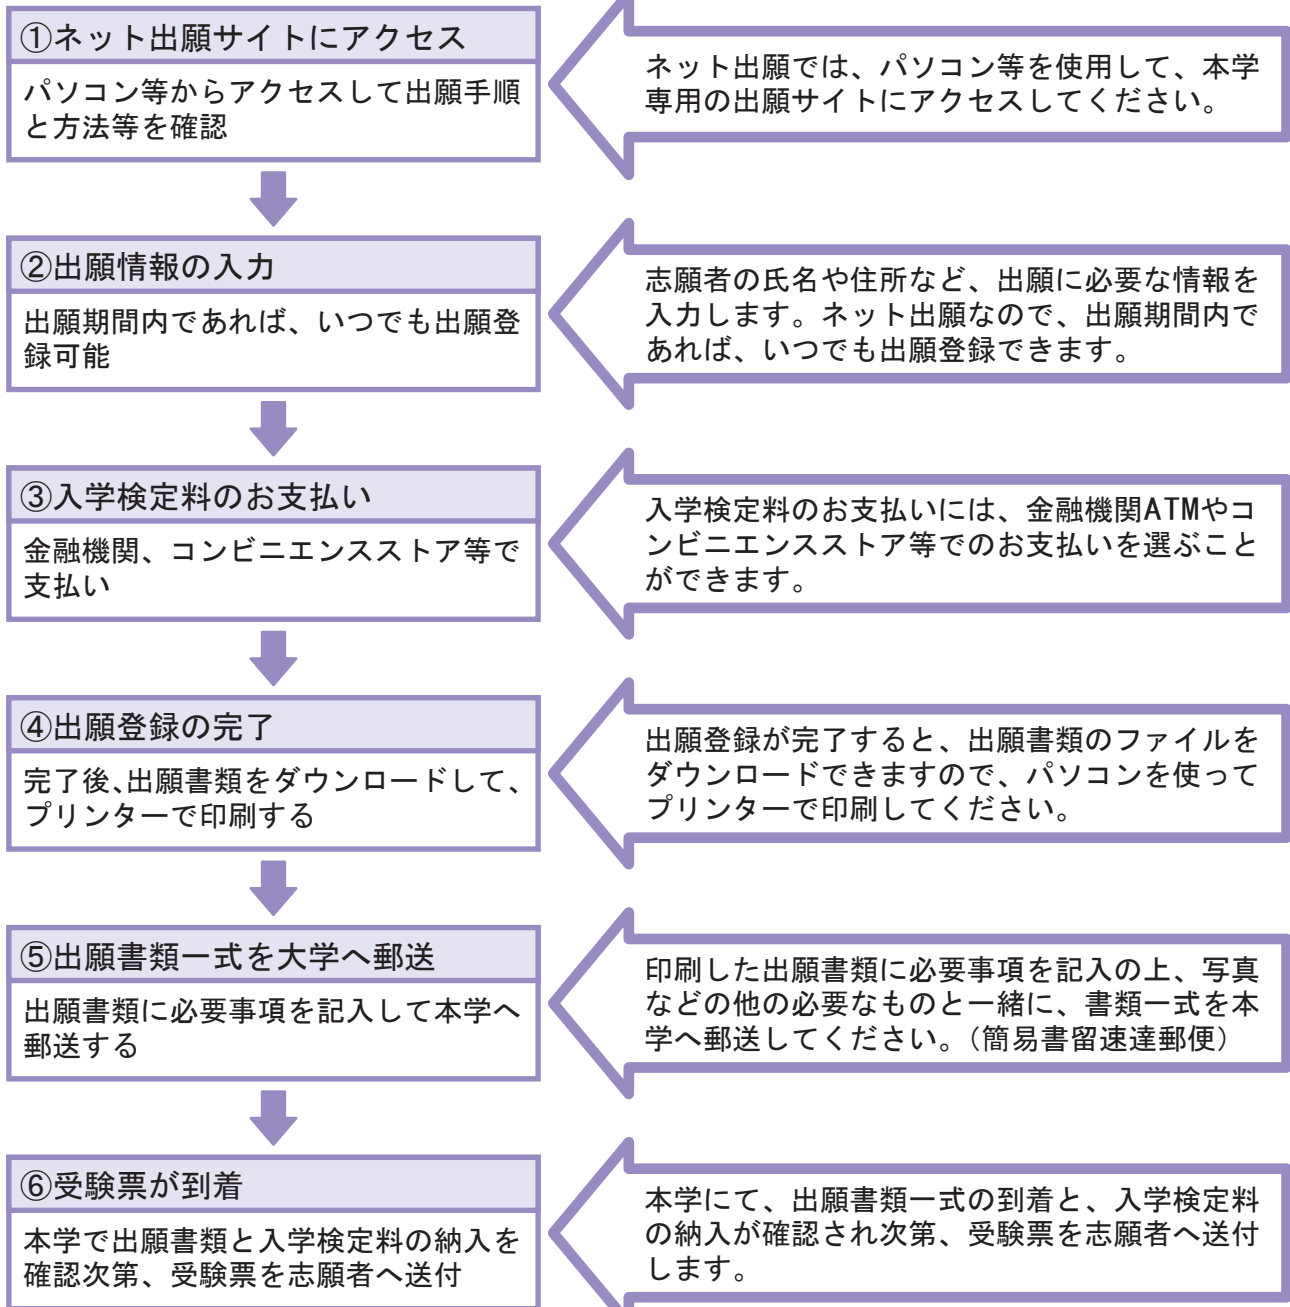 ①ネット出願サイトにアクセス
パソコン等からアクセスして出願手順
と方法等を確認
ネット出願では、パソコン等を使用して、本学
専用の出願サイトにアクセスしてください。
②出願情報の入力
出願期間内であれば、いつでも出願登
録可能
志願者の氏名や住所など、出願に必要な情報を
入力します。ネット出願なので、出願期間内で
あれば、いつでも出願登録できます。
③入学検定料のお支払い
金融機関、コンビニエンスストア等で
支払い
入学検定料のお支払いには、金融機関ATMやコ
ンビニエンスストア等でのお支払いを選ぶこと
ができます。
④出願登録の完了
完了後、出願書類をダウンロードして、
プリンターで印刷する
出願登録が完了すると、出願書類のファイルを
ダウンロードできますので、パソコンを使って
プリンターで印刷してください。
⑤出願書類一式を大学へ郵送
出願書類に必要事項を記入して本学へ
郵送する
印刷した出願書類に必要事項を記入の上、写真
などの他の必要なものと一緒に、書類一式を本
学へ郵送してください。（簡易書留速達郵便）
⑥受験票が到着
本学で出願書類と入学検定料の納入を
確認次第、受験票を志願者へ送付
本学にて、出願書類一式の到着と、入学検定料
の納入が確認され次第、受験票を志願者へ送付
します。